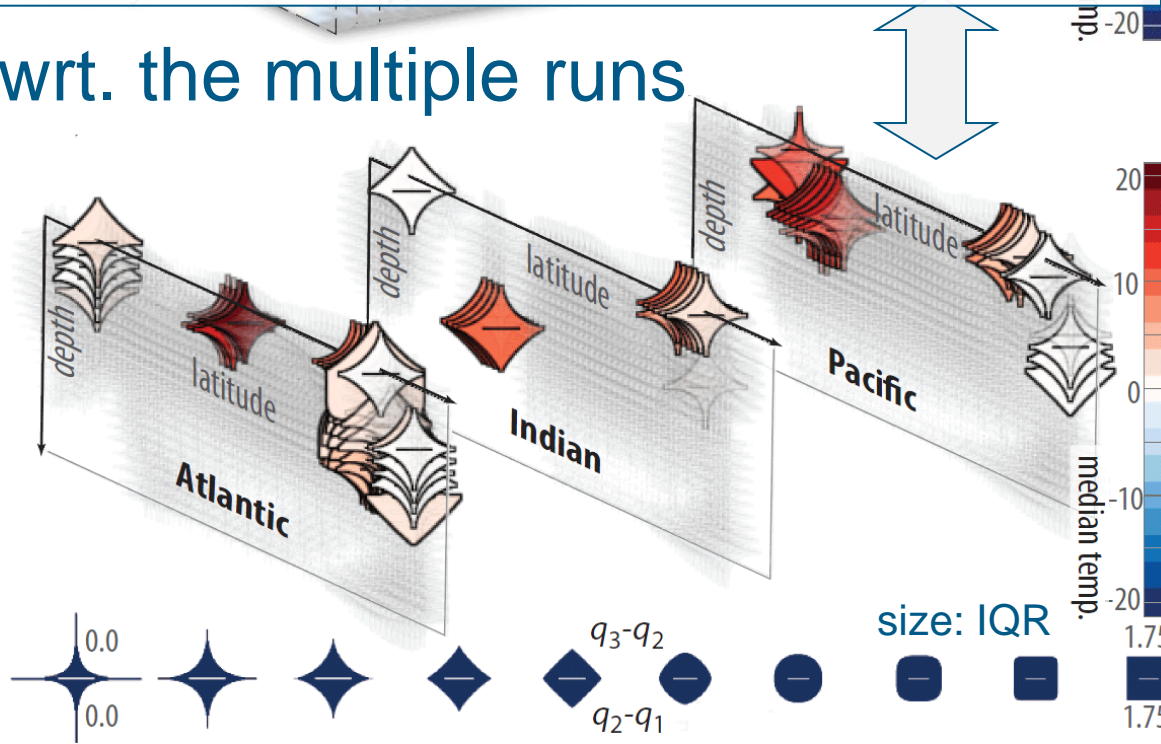 mp.
-20
wrt. the multiple runs
depth
latitude
Atlantic
depth
latitude
Indian
depth
latitude
Pacific
20
10
0
-10
-20
median temp.
size: IQR
0.0
0.0
q3-q2
q2-q1
1.75
1.75